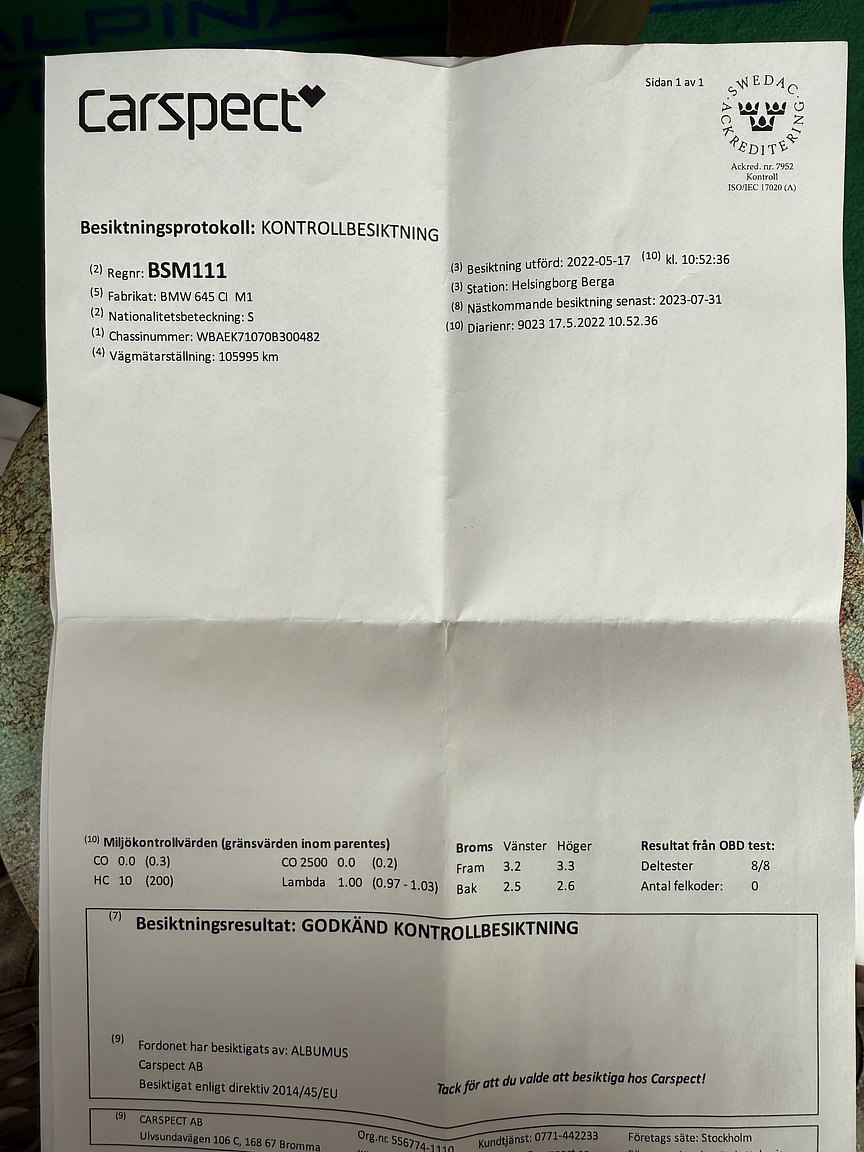 ALPINA
Carspect
Sidan 1 av 1
SWEDAC ACKREDITERING
Ackred. nr. 7952
Kontroll
ISO/IEC 17020 (A)
Besiktningsprotokoll: KONTROLLBESIKTNING
(2) Regnr: BSM111
(5) Fabrikat: BMW 645 CI M1
(2) Nationalitetsbeteckning: S
(1) Chassinummer: WBAEK71070B300482
(4) Vägmätarställning: 105995 km
(3) Besiktning utförd: 2022-05-17 (10) kl. 10:52:36
(3) Station: Helsingborg Berga
(8) Nästkommande besiktning senast: 2023-07-31
(10) Diarienr: 9023 17.5.2022 10.52.36
(10) Miljökontrollvärden (gränsvärden inom parentes)
CO 0.0 (0.3) CO 2500 0.0 (0.2)
HC 10 (200) Lambda 1.00 (0.97 - 1.03)
Broms Vänster Höger
Fram 3.2 3.3
Bak 2.5 2.6
Resultat från OBD test:
Deltester 8/8
Antal felkoder: 0
(7) Besiktningsresultat: GODKÄND KONTROLLBESIKTNING
(9) Fordonet har besiktigats av: ALBUMUS
Carspect AB
Besiktigat enligt direktiv 2014/45/EU
Tack för att du valde att besiktiga hos Carspect!
(9) CARSPECT AB
Ulvsundavägen 106 C, 168 67 Bromma
Org.nr. 556774-1110
Kundtjänst: 0771-442233
Företags säte: Stockholm